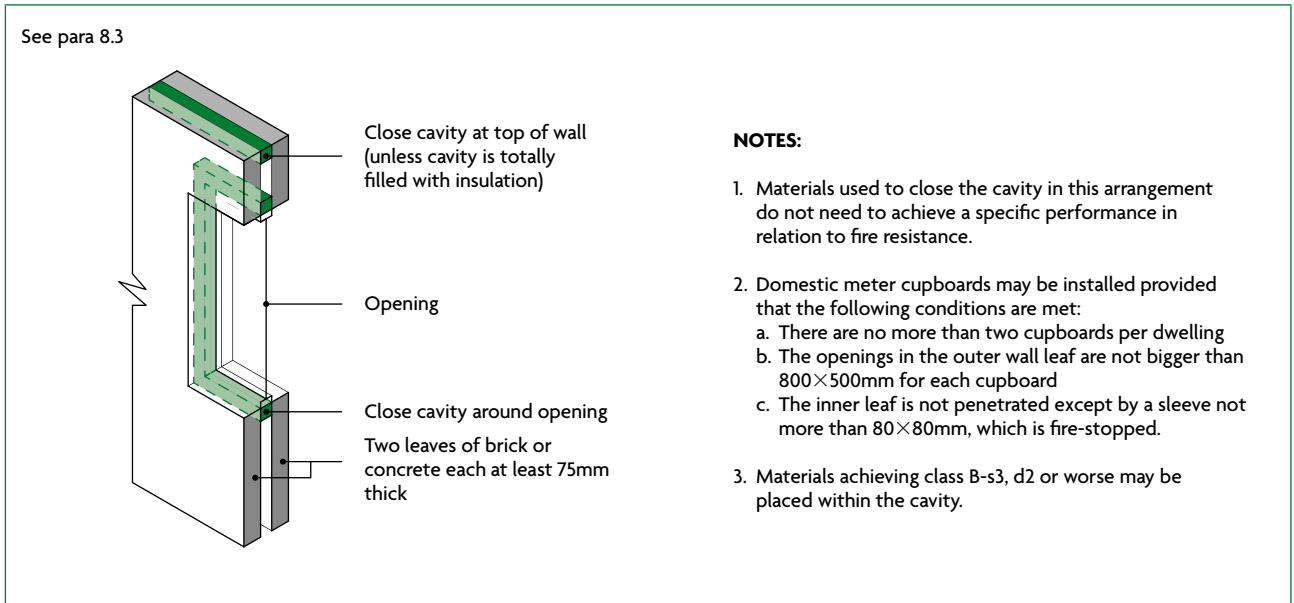 See para 8.3
Close cavity at top of wall
(unless cavity is totally
filled with insulation)
Opening
Close cavity around opening
Two leaves of brick or
concrete each at least 75mm
thick
NOTES:
1. Materials used to close the cavity in this arrangement
do not need to achieve a specific performance in
relation to fire resistance.
2. Domestic meter cupboards may be installed provided
that the following conditions are met:
a. There are no more than two cupboards per dwelling
b. The openings in the outer wall leaf are not bigger than
800×500mm for each cupboard
c. The inner leaf is not penetrated except by a sleeve not
more than 80×80mm, which is fire-stopped.
3. Materials achieving class B-s3, d2 or worse may be
placed within the cavity.